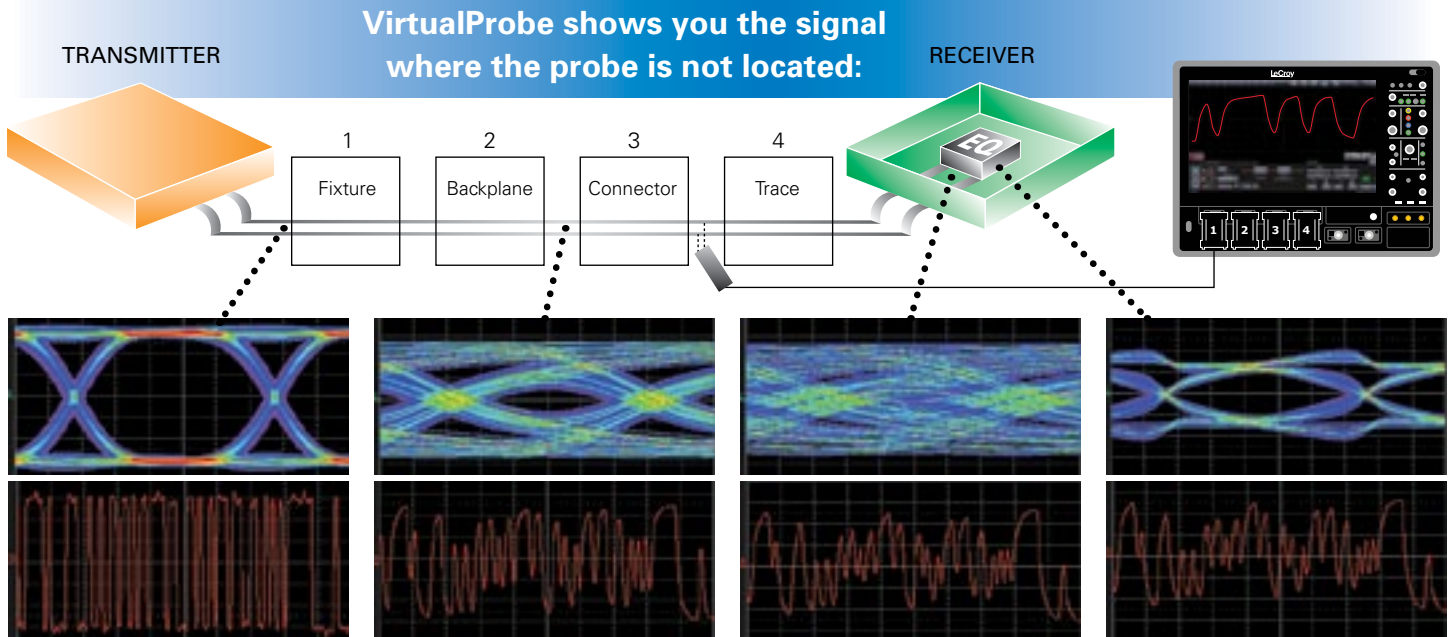 VirtualProbe shows you the signal
where the probe is not located:
TRANSMITTER
RECEIVER
LeCroy
1
2
3
4
Fixture
Backplane
Connector
Trace
EQ
1
2
3
4